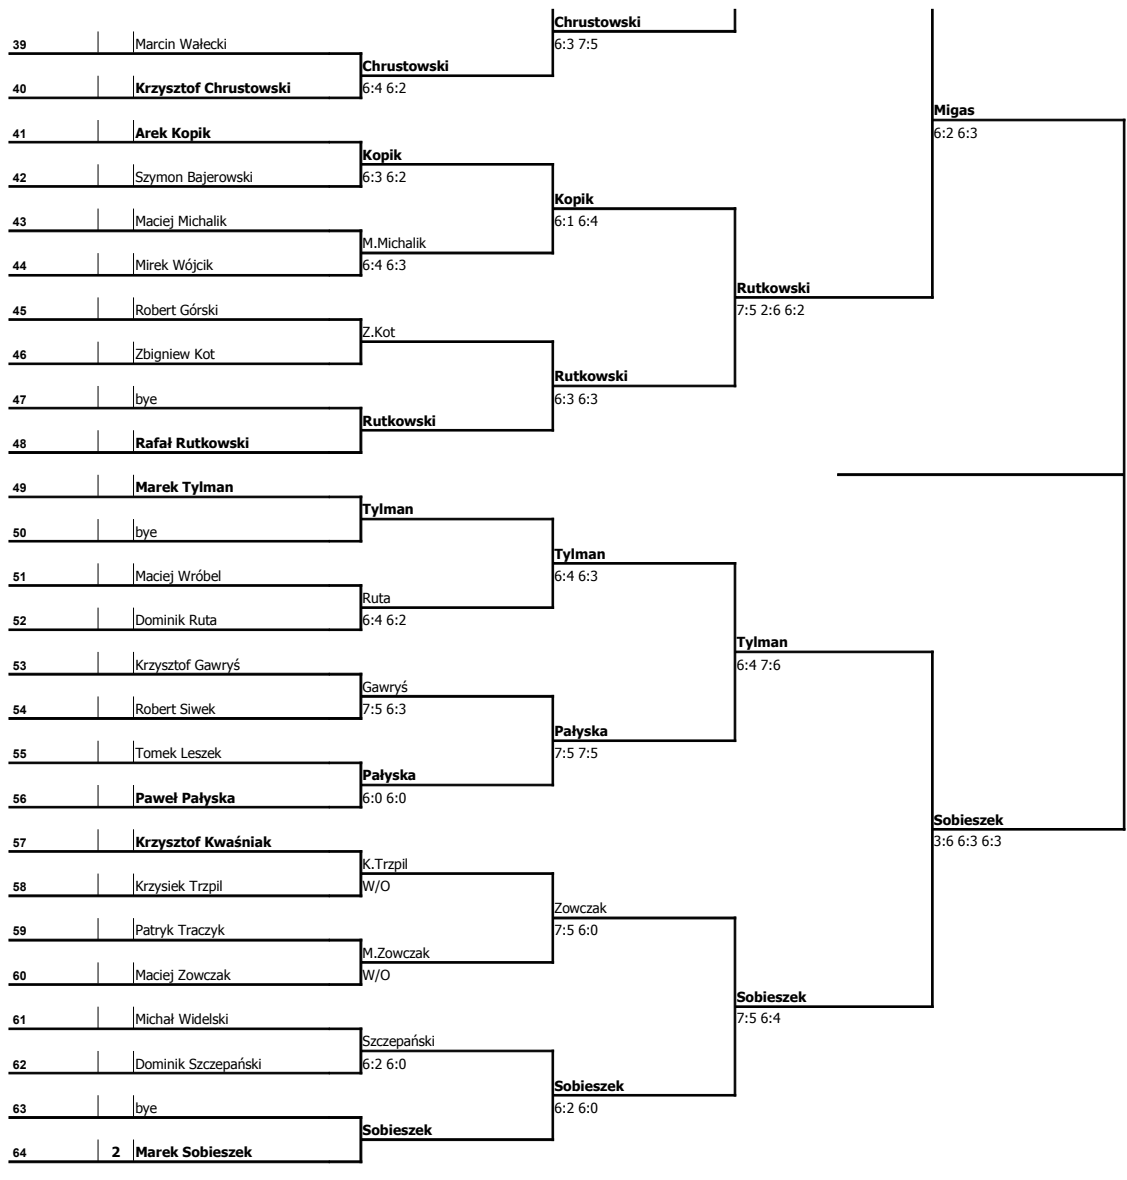 Chrustowski
39 Marcin Wałecki 6:3 7:5
Chrustowski
40 Krzysztof Chrustowski 6:4 6:2
Migas
41 Arek Kopik 6:2 6:3
Kopik
42 Szymon Bajerowski 6:3 6:2
Kopik
43 Maciej Michalik 6:1 6:4
M.Michalik
44 Mirek Wójcik 6:4 6:3
Rutkowski
45 Robert Górski 7:5 2:6 6:2
Z.Kot
46 Zbigniew Kot
Rutkowski
47 bye 6:3 6:3
Rutkowski
48 Rafał Rutkowski
49 Marek Tylman
Tylman
50 bye
Tylman
51 Maciej Wróbel 6:4 6:3
Ruta
52 Dominik Ruta 6:4 6:2
Tylman
53 Krzysztof Gawryś 6:4 7:6
Gawryś
54 Robert Siwek 7:5 6:3
Pałyska
55 Tomek Leszek 7:5 7:5
Pałyska
56 Paweł Pałyska 6:0 6:0
Sobieszek
57 Krzysztof Kwaśniak 3:6 6:3 6:3
K.Trzpil
58 Krzysiek Trzpil W/O
Zowczak
59 Patryk Traczyk 7:5 6:0
M.Zowczak
60 Maciej Zowczak W/O
Sobieszek
61 Michał Widelski 7:5 6:4
Szczepański
62 Dominik Szczepański 6:2 6:0
Sobieszek
63 bye 6:2 6:0
Sobieszek
64 2 Marek Sobieszek